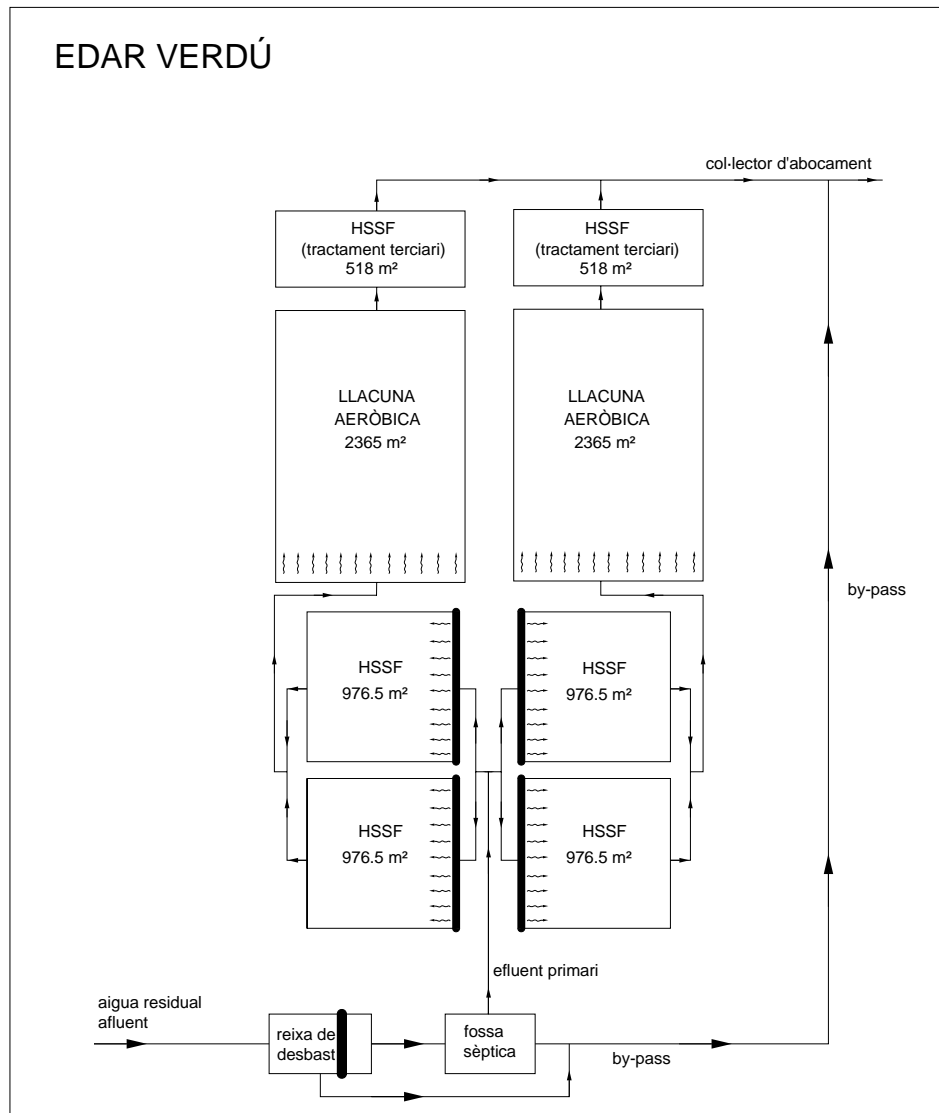 EDAR VERDÚ
col·lector d'abocament
HSSF
(tractament terciari)
518 m²
HSSF
(tractament terciari)
518 m²
LLACUNA
AERÒBICA
2365 m²
LLACUNA
AERÒBICA
2365 m²
by-pass
HSSF
976.5 m²
HSSF
976.5 m²
HSSF
976.5 m²
HSSF
976.5 m²
efluent primari
aigua residual
afluent
reixa de
desbast
fossa
sèptica
by-pass